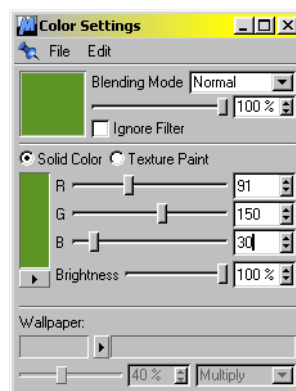 Color Settings
File Edit
Blending Mode Normal
100 %
Ignore Filter
Solid Color Texture Paint
R 91
G 150
B 30
Brightness 100 %
Wallpaper:
40 % Multiply